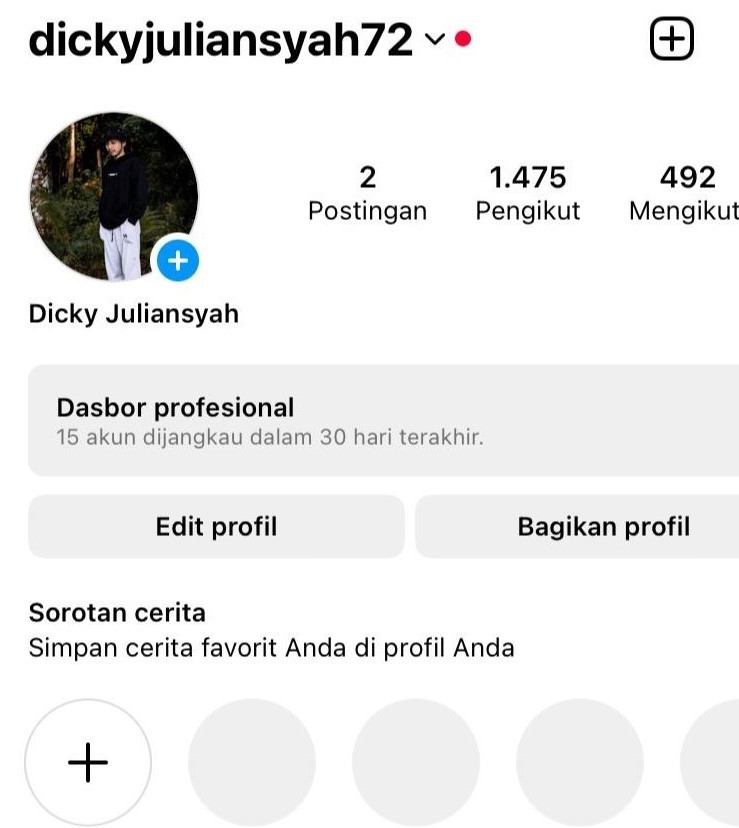 dickyjuliansyah72
2 1.475 492
Postingan Pengikut Mengikut
Dicky Juliansyah
Dasbor profesional
15 akun dijangkau dalam 30 hari terakhir.
Edit profil Bagikan profil
Sorotan cerita
Simpan cerita favorit Anda di profil Anda